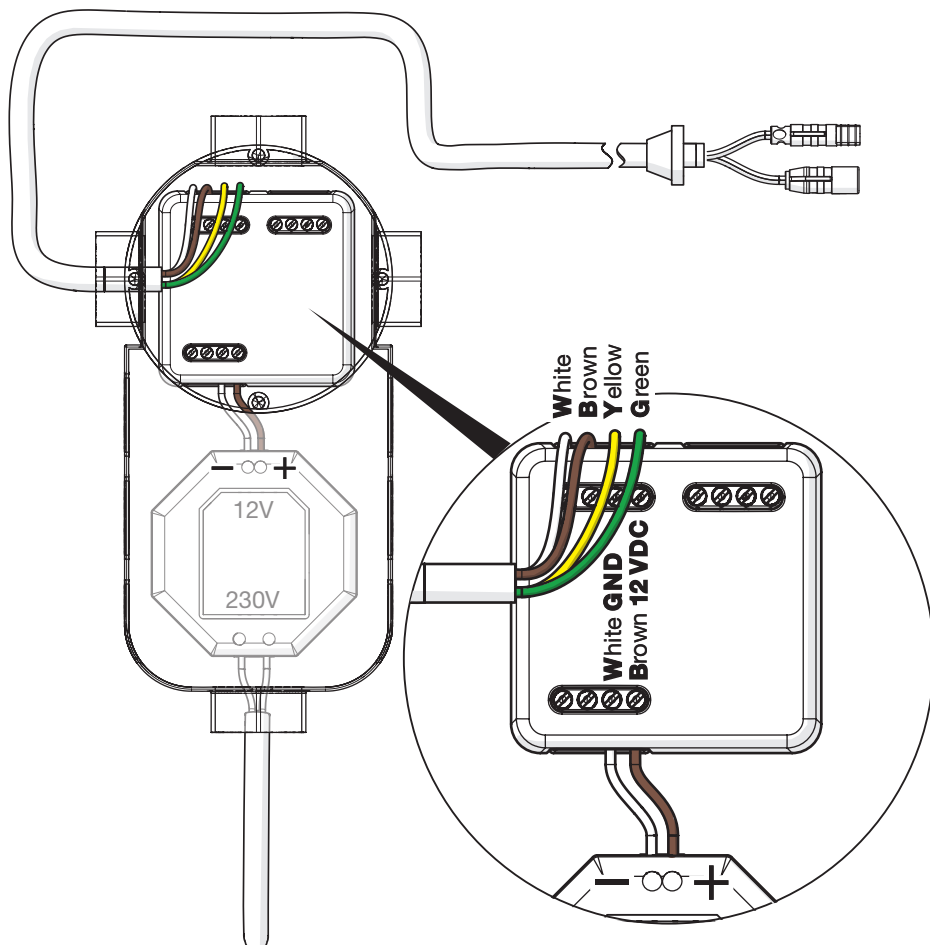 12V
230V
White
Brown
Yellow
Green
White GND
Brown 12 VDC